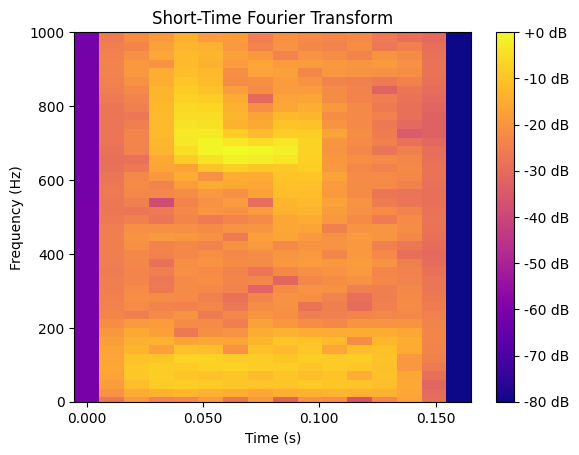 Short-Time Fourier Transform
1000
800
600
400
200
0
Frequency (Hz)
0.000
0.050
0.100
0.150
Time (s)
+0 dB
-10 dB
-20 dB
-30 dB
-40 dB
-50 dB
-60 dB
-70 dB
-80 dB